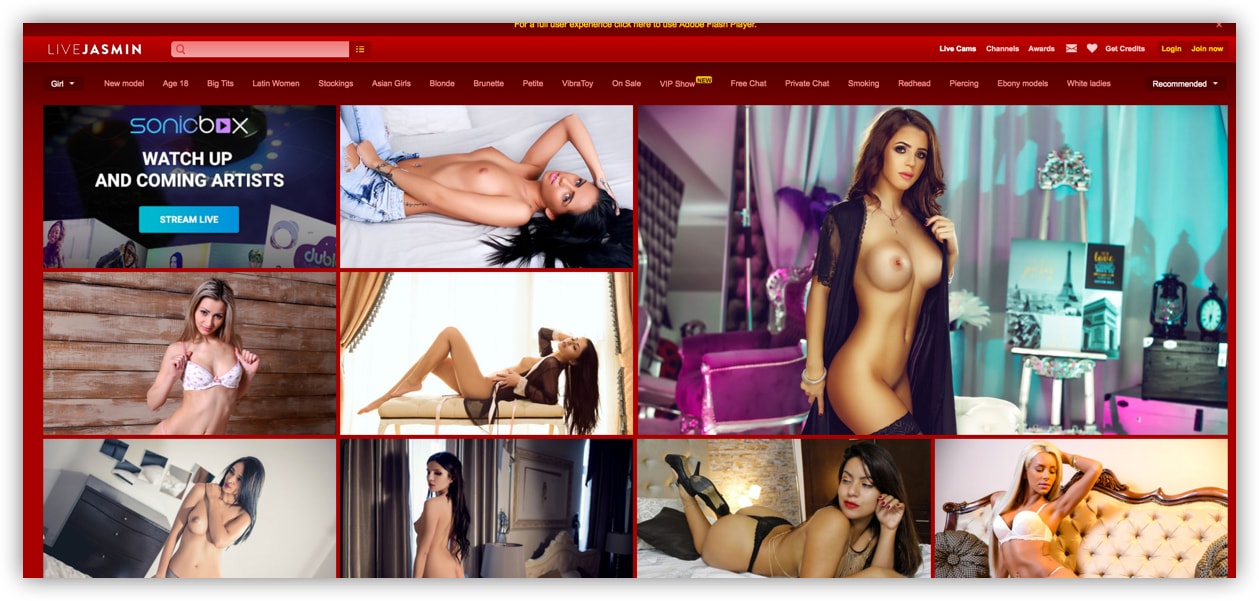 For a full user experience click here to use Adobe Flash Player.
LIVEJASMIN
Live Cams Channels Awards Get Credits Login Join now
Girl New model Age 18 Big Tits Latin Women Stockings Asian Girls Blonde Brunette Petite VibraToy On Sale VIP Show NEW Free Chat Private Chat Smoking Redhead Piercing Ebony models White ladies Recommended
sonicbox
WATCH UP
AND COMING ARTISTS
STREAM LIVE